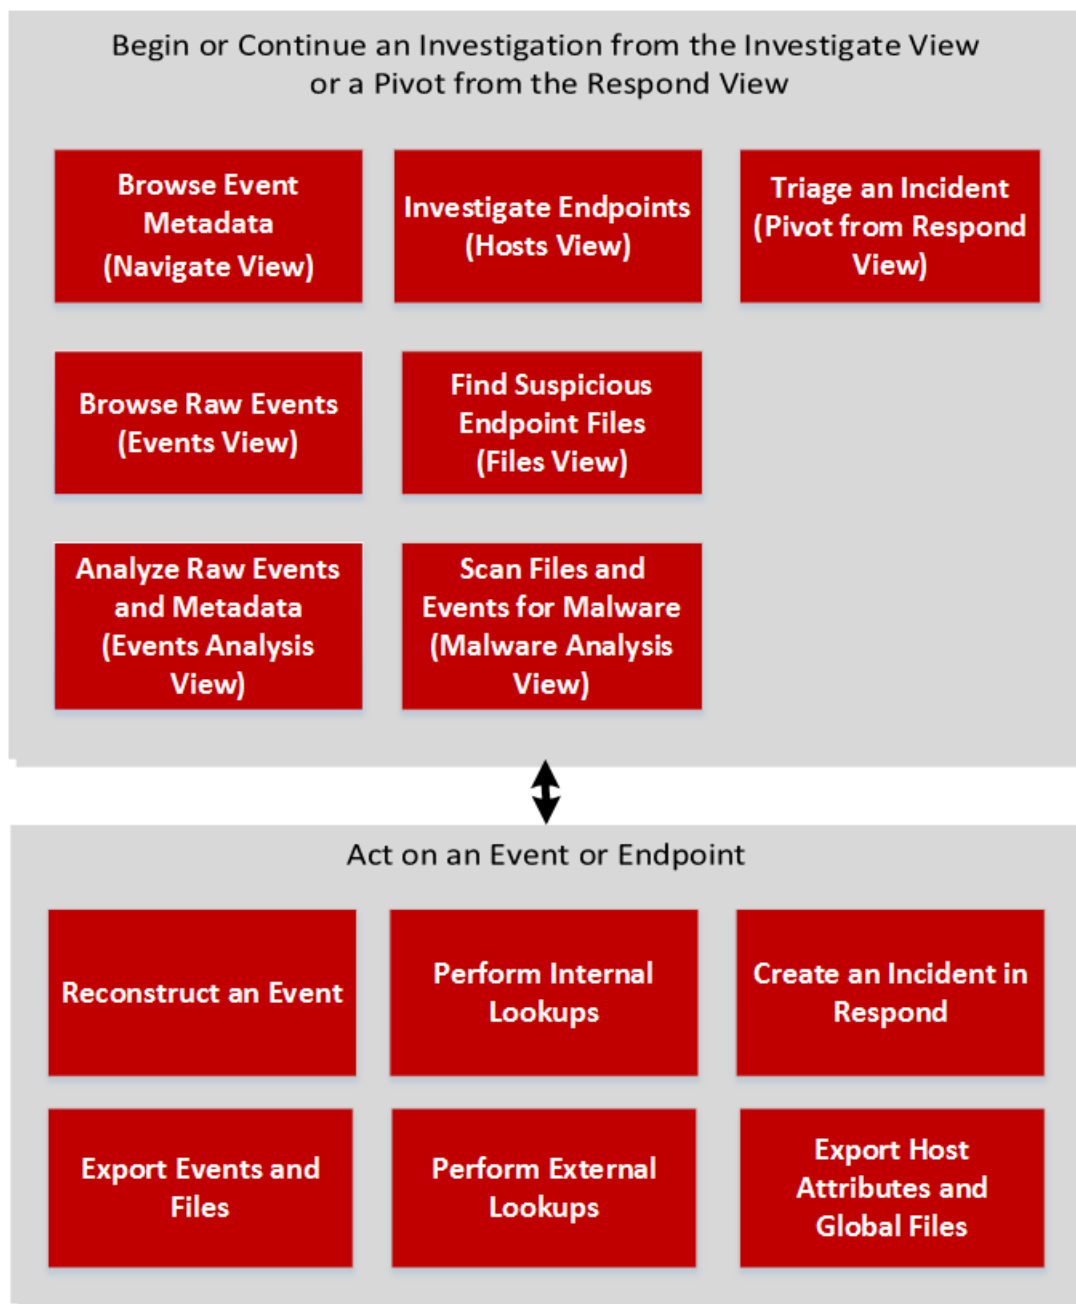 Begin or Continue an Investigation from the Investigate View
or a Pivot from the Respond View
Browse Event
Metadata
(Navigate View)
Investigate Endpoints
(Hosts View)
Triage an Incident
(Pivot from Respond
View)
Browse Raw Events
(Events View)
Find Suspicious
Endpoint Files
(Files View)
Analyze Raw Events
and Metadata
(Events Analysis
View)
Scan Files and
Events for Malware
(Malware Analysis
View)
Act on an Event or Endpoint
Reconstruct an Event
Perform Internal
Lookups
Create an Incident in
Respond
Export Events and
Files
Perform External
Lookups
Export Host
Attributes and
Global Files